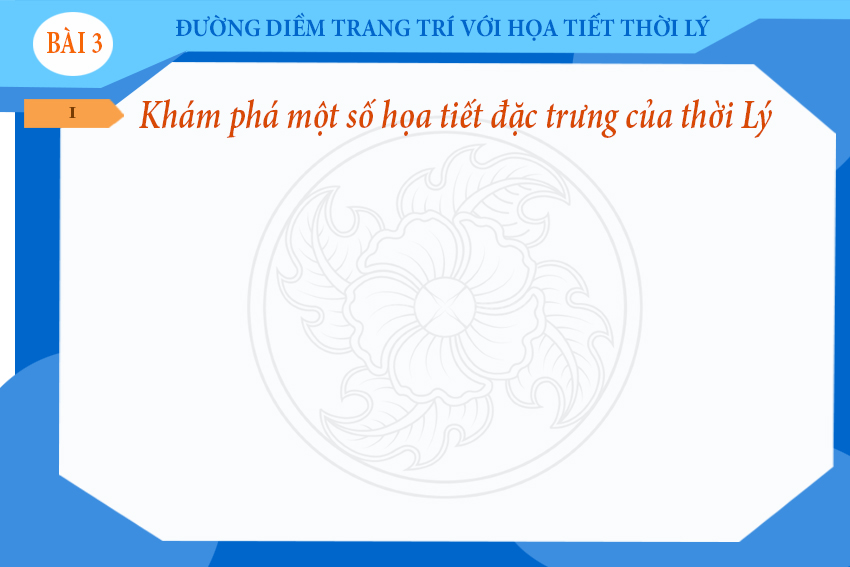 BÀI 3
ĐƯỜNG DIỀM TRANG TRÍ VỚI HỌA TIẾT THỜI LÝ
I
Khám phá một số họa tiết đặc trưng của thời Lý